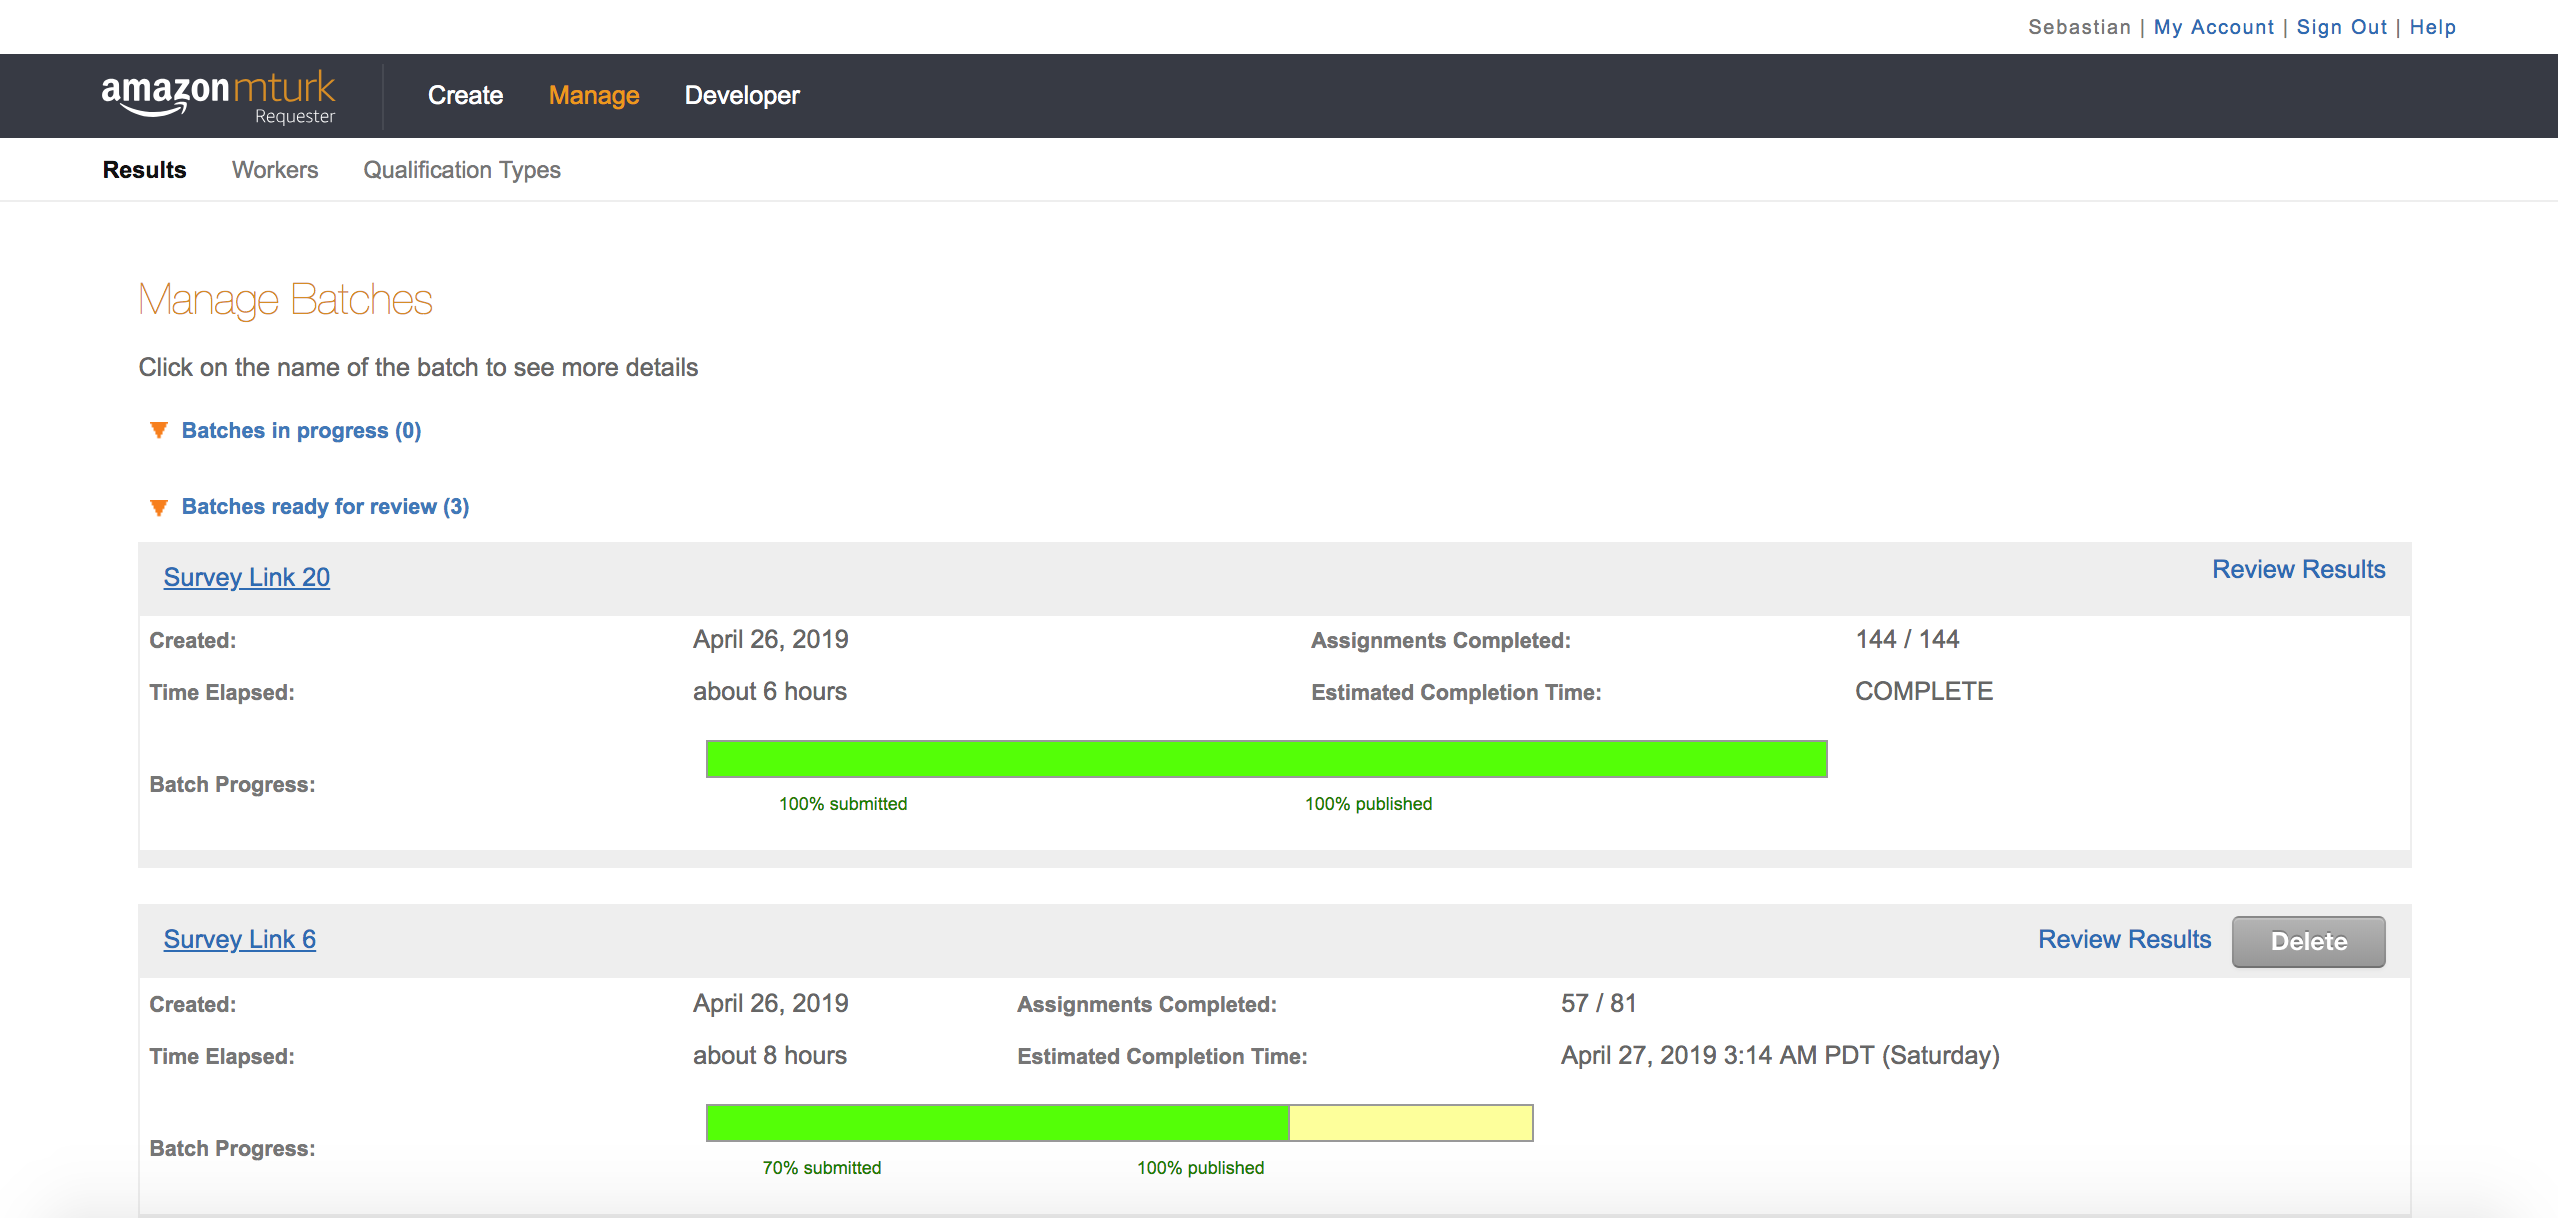 Sebastian | My Account | Sign Out | Help
amazonmturk
Requester
Create Manage Developer
Results Workers Qualification Types
Manage Batches
Click on the name of the batch to see more details
Batches in progress (0)
Batches ready for review (3)
Survey Link 20 Review Results
Created: April 26, 2019 Assignments Completed: 144 / 144
Time Elapsed: about 6 hours Estimated Completion Time: COMPLETE
Batch Progress:
100% submitted 100% published
Survey Link 6 Review Results Delete
Created: April 26, 2019 Assignments Completed: 57 / 81
Time Elapsed: about 8 hours Estimated Completion Time: April 27, 2019 3:14 AM PDT (Saturday)
Batch Progress:
70% submitted 100% published